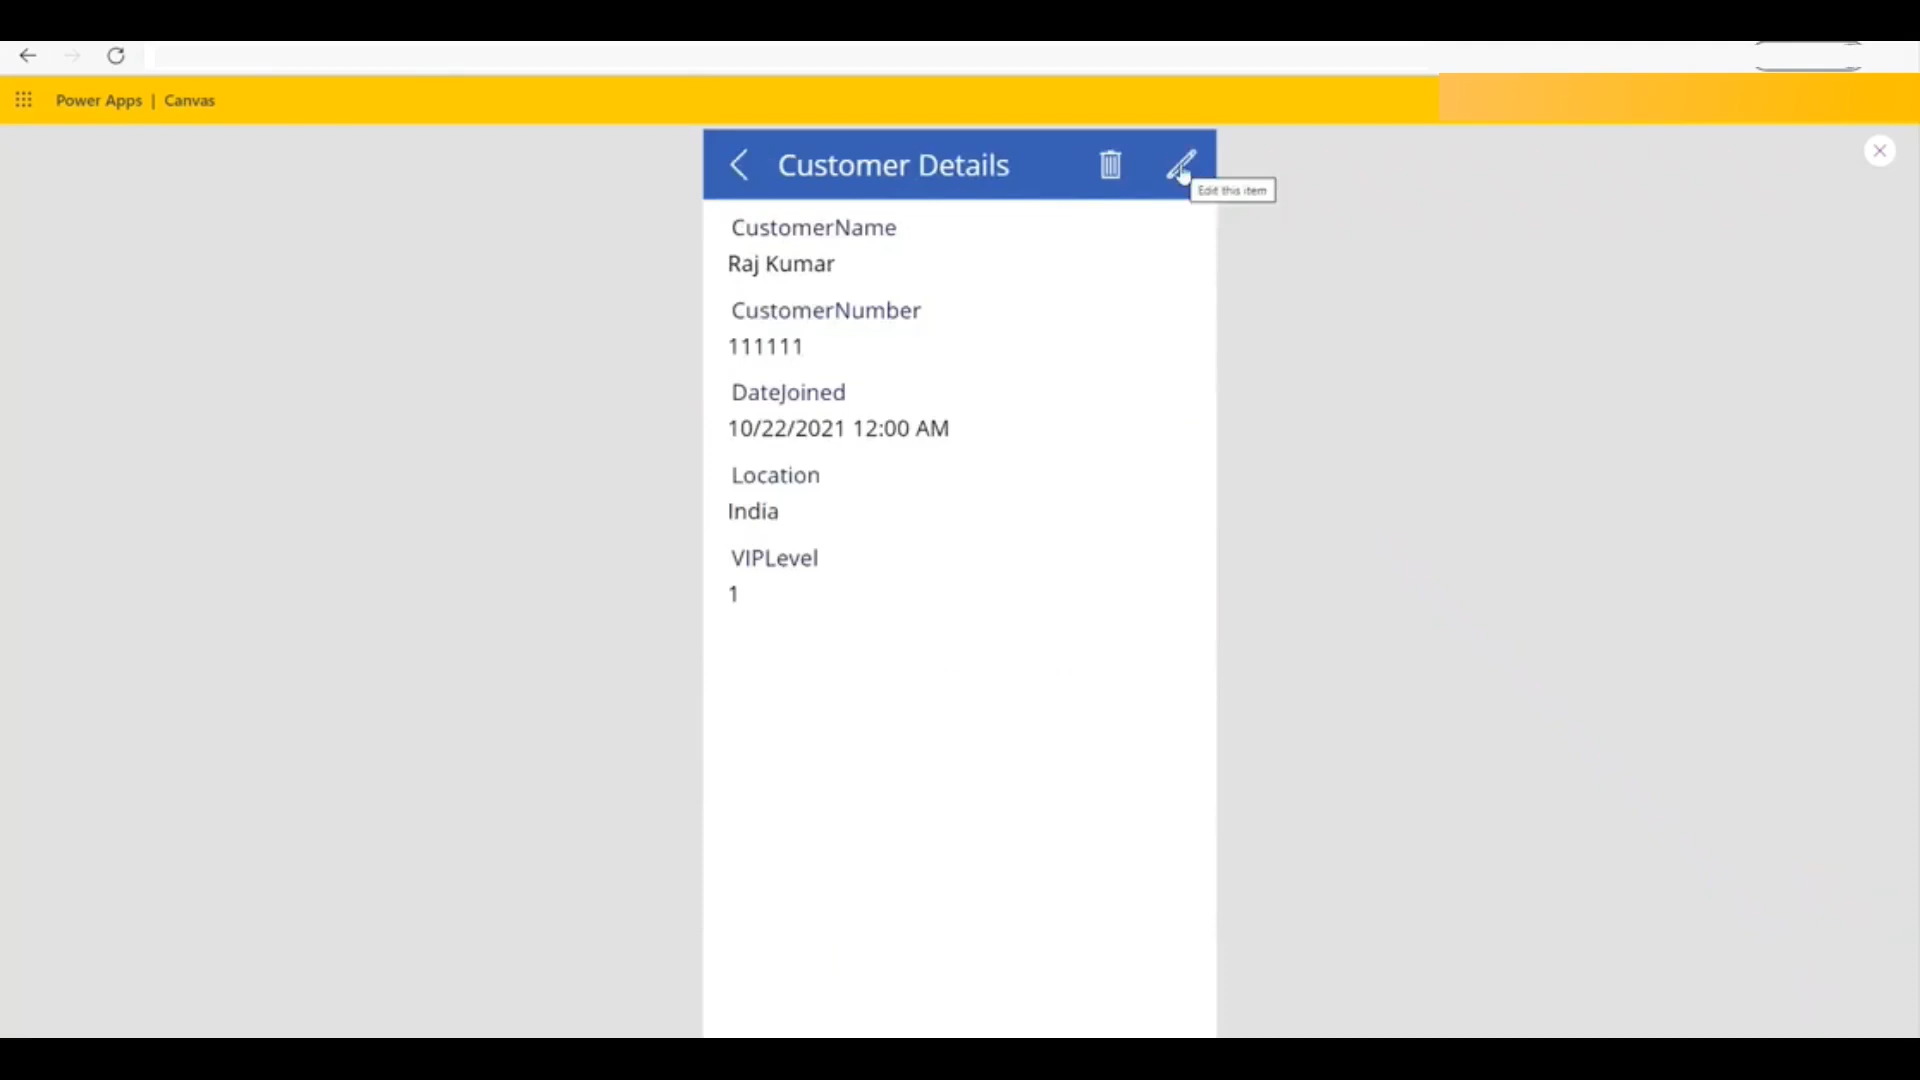 Power Apps | Canvas
Customer Details
Edit this item
CustomerName
Raj Kumar
CustomerNumber
111111
DateJoined
10/22/2021 12:00 AM
Location
India
VIPLevel
1